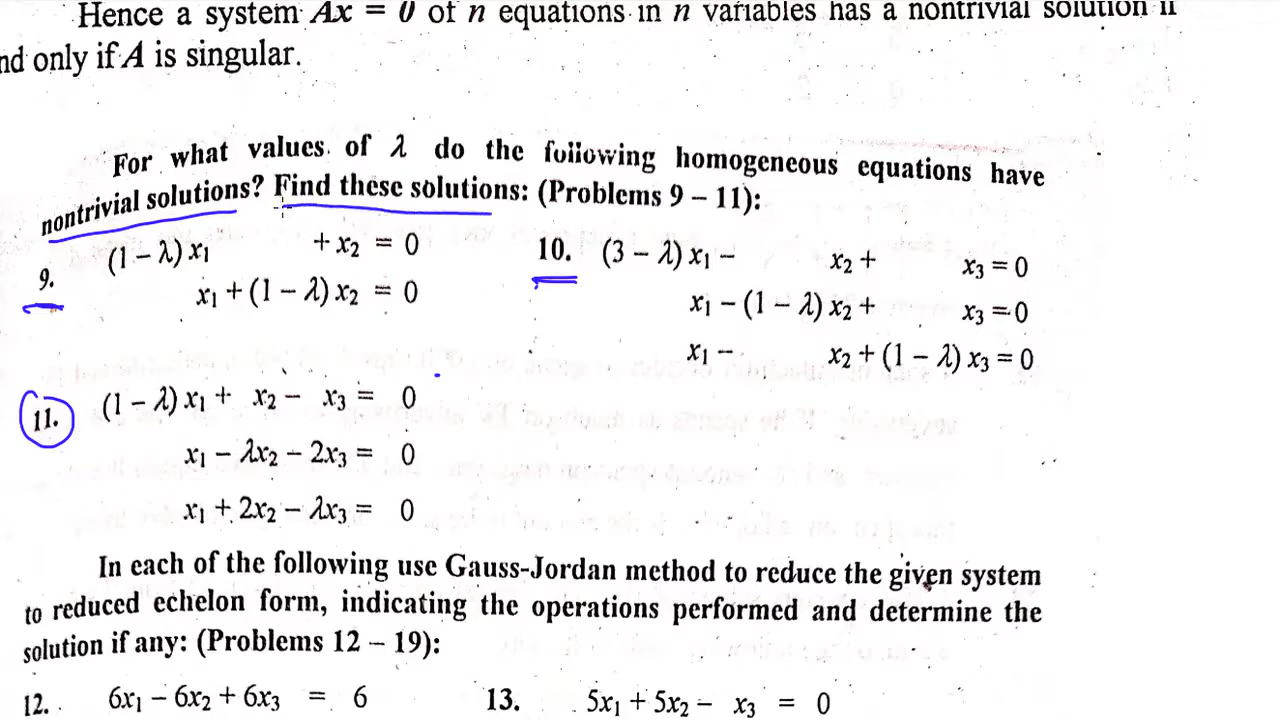 Hence a system Ax = 0 of n equations in n variables has a nontrivial solution if
nd only if A is singular.
For what values of λ do the following homogeneous equations have
nontrivial solutions? Find these solutions: (Problems 9 – 11):
9. (1 – λ) x₁ + x₂ = 0
x₁ + (1 – λ) x₂ = 0
10. (3 – λ) x₁ – x₂ + x₃ = 0
x₁ – (1 – λ) x₂ + x₃ = 0
x₁ – x₂ + (1 – λ) x₃ = 0
11. (1 – λ) x₁ + x₂ – x₃ = 0
x₁ – λx₂ – 2x₃ = 0
x₁ + 2x₂ – λx₃ = 0
In each of the following use Gauss-Jordan method to reduce the given system
to reduced echelon form, indicating the operations performed and determine the
solution if any: (Problems 12 – 19):
12. 6x₁ – 6x₂ + 6x₃ = 6
13. 5x₁ + 5x₂ – x₃ = 0